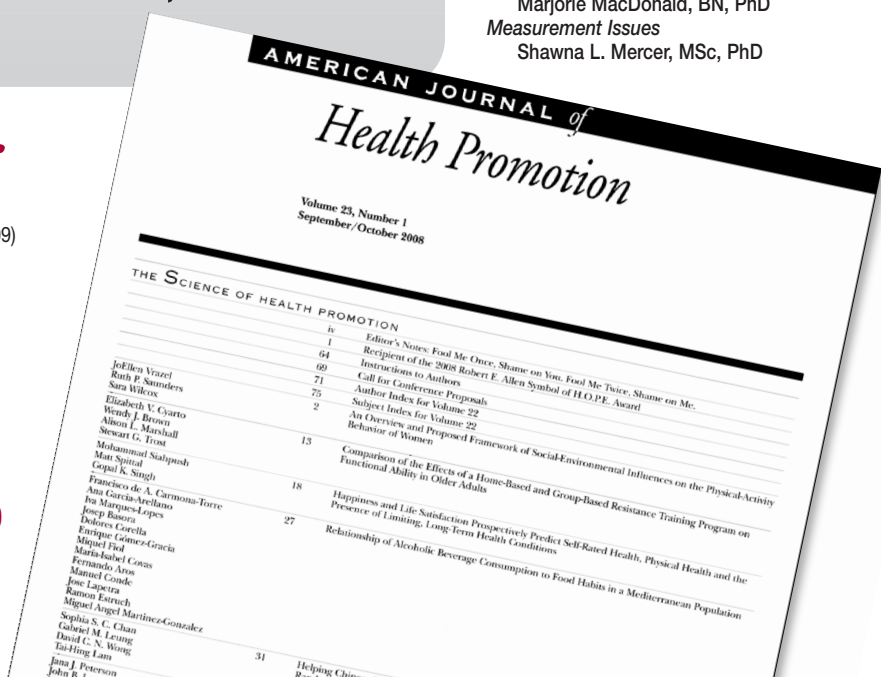 Marjorie MacDonald, BN, PhD
Measurement Issues
Shawna L. Mercer, MSc, PhD
9)
AMERICAN JOURNAL of
Health Promotion
Volume 23, Number 1
September/October 2008
THE SCIENCE OF HEALTH PROMOTION
iv Editor's Notes: Fool Me Once, Shame on You, Fool Me Twice, Shame on Me.
1 Recipient of the 2008 Robert F. Allen Symbol of H.O.P.E. Award
64 Instructions to Authors
69 Call for Conference Proposals
71 Author Index for Volume 22
75 Subject Index for Volume 22
JoEllen Vrazel 2 An Overview and Proposed Framework of Social-Environmental Influences on the Physical-Activity
Ruth P. Saunders Behavior of Women
Sara Wilcox
Elizabeth V. Cyarto 13 Comparison of the Effects of a Home-Based and Group-Based Resistance Training Program on
Wendy J. Brown Functional Ability in Older Adults
Alison L. Marshall
Stewart G. Trost
Mohammad Siahpush 18 Happiness and Life Satisfaction Prospectively Predict Self-Rated Health, Physical Health and the
Matt Spittal Presence of Limiting, Long-Term Health Conditions
Gopal K. Singh
Francisco de A. Carmona-Torre 27 Relationship of Alcoholic Beverage Consumption to Food Habits in a Mediterranean Population
Ana Garcia-Arellano
Iva Marques-Lopes
Josep Basora
Dolores Corella
Enrique Gómez-Gracia
Miquel Fiol
Maria-Isabel Covas
Fernando Aros
Manuel Conde
Jose Lapetra
Ramon Estruch
Miguel Angel Martinez-Gonzalez
Sophia S. C. Chan 31 Helping
Gabriel M. Leung
David C. N. Wong
Tai-Hing Lam
Jana J. Peterson
John B.